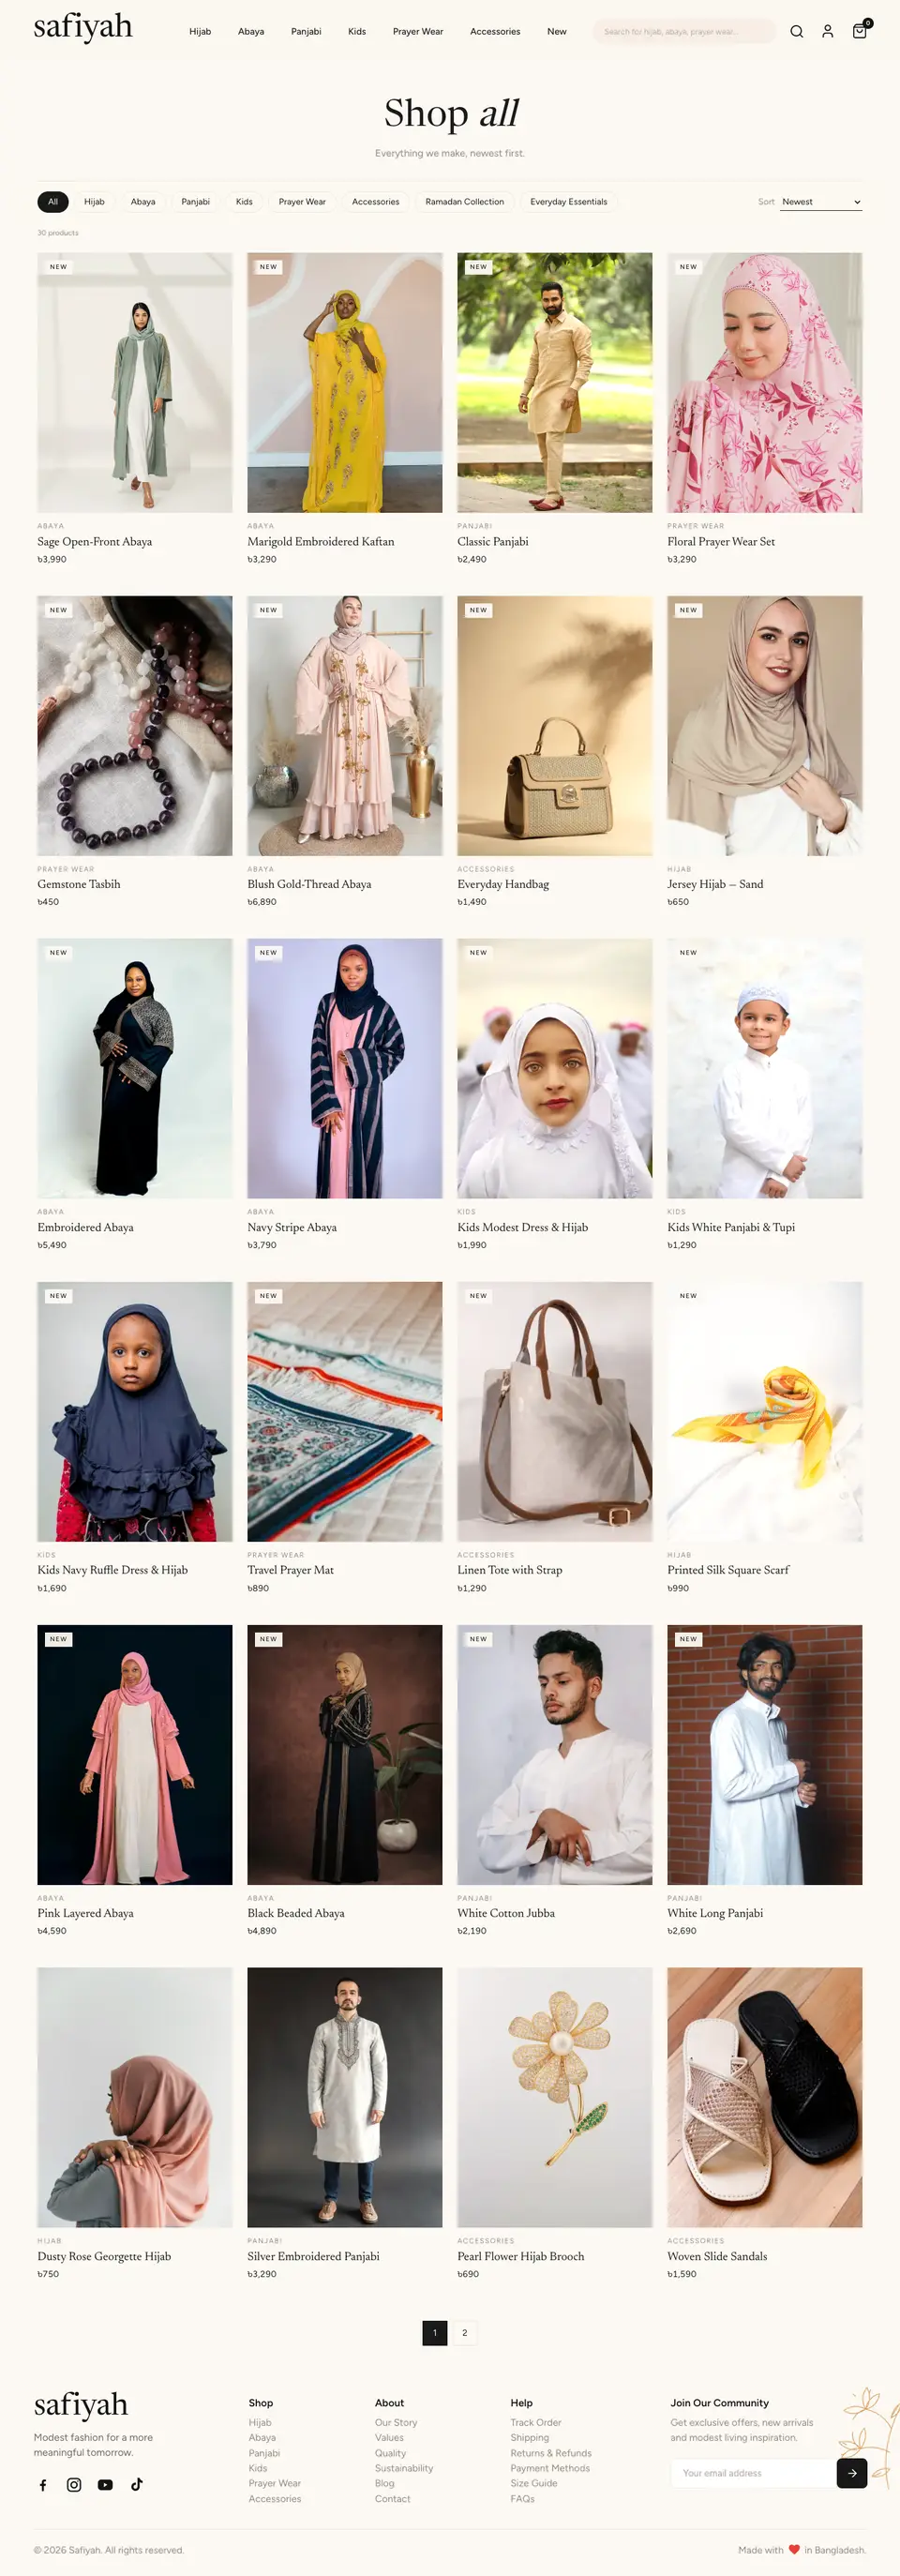 safiyah
Hijab Abaya Panjabi Kids Prayer Wear Accessories New Search for hijab, abaya, prayer wear... 0
Shop all
Everything we make, newest first.
All Hijab Abaya Panjabi Kids Prayer Wear Accessories Ramadan Collection Everyday Essentials Sort Newest
30 products
NEW NEW NEW NEW
ABAYA ABAYA PANJABI PRAYER WEAR
Sage Open-Front Abaya Marigold Embroidered Kaftan Classic Panjabi Floral Prayer Wear Set
৳3,990 ৳3,290 ৳2,490 ৳3,290
NEW NEW NEW NEW
PRAYER WEAR ABAYA ACCESSORIES HIJAB
Gemstone Tasbih Blush Gold-Thread Abaya Everyday Handbag Jersey Hijab – Sand
৳450 ৳6,890 ৳1,490 ৳650
NEW NEW NEW NEW
ABAYA ABAYA KIDS KIDS
Embroidered Abaya Navy Stripe Abaya Kids Modest Dress & Hijab Kids White Panjabi & Tupi
৳5,490 ৳3,790 ৳1,990 ৳1,290
NEW NEW NEW NEW
KIDS PRAYER WEAR ACCESSORIES HIJAB
Kids Navy Ruffle Dress & Hijab Travel Prayer Mat Linen Tote with Strap Printed Silk Square Scarf
৳1,690 ৳890 ৳1,290 ৳990
NEW NEW NEW NEW
ABAYA ABAYA PANJABI PANJABI
Pink Layered Abaya Black Beaded Abaya White Cotton Jubba White Long Panjabi
৳4,590 ৳4,890 ৳2,190 ৳2,690
HIJAB PANJABI ACCESSORIES ACCESSORIES
Dusty Rose Georgette Hijab Silver Embroidered Panjabi Pearl Flower Hijab Brooch Woven Slide Sandals
৳750 ৳3,290 ৳690 ৳1,590
1 2
safiyah
Modest fashion for a more
meaningful tomorrow.
Shop
Hijab
Abaya
Panjabi
Kids
Prayer Wear
Accessories
About
Our Story
Values
Quality
Sustainability
Blog
Contact
Help
Track Order
Shipping
Returns & Refunds
Payment Methods
Size Guide
FAQs
Join Our Community
Get exclusive offers, new arrivals
and modest living inspiration.
Your email address
© 2026 Safiyah. All rights reserved. Made with ❤️ in Bangladesh.